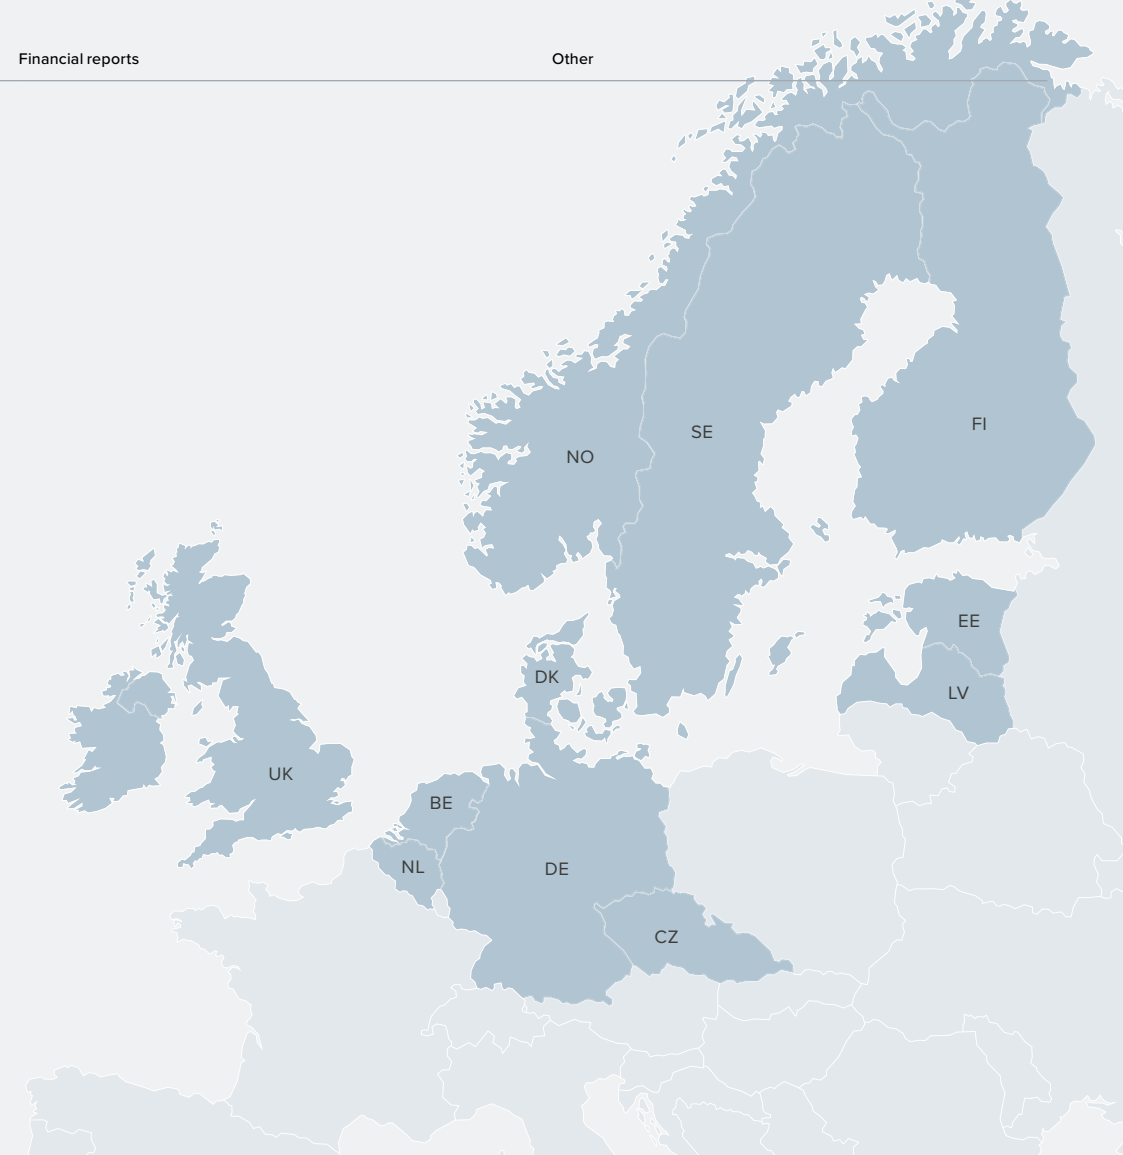 Financial reports
Other
FI
SE
NO
EE
DK
LV
UK
BE
NL
DE
CZ